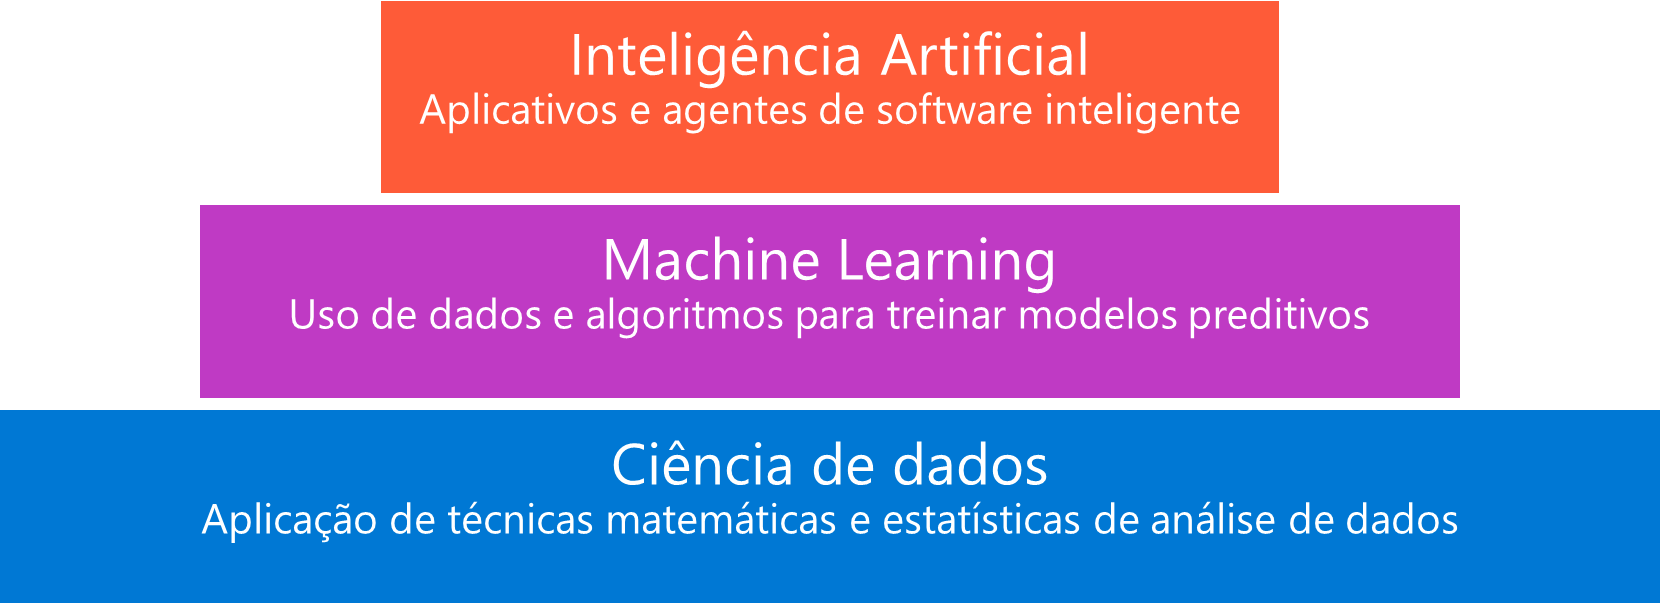 Inteligência Artificial
Aplicativos e agentes de software inteligente
Machine Learning
Uso de dados e algoritmos para treinar modelos preditivos
Ciência de dados
Aplicação de técnicas matemáticas e estatísticas de análise de dados